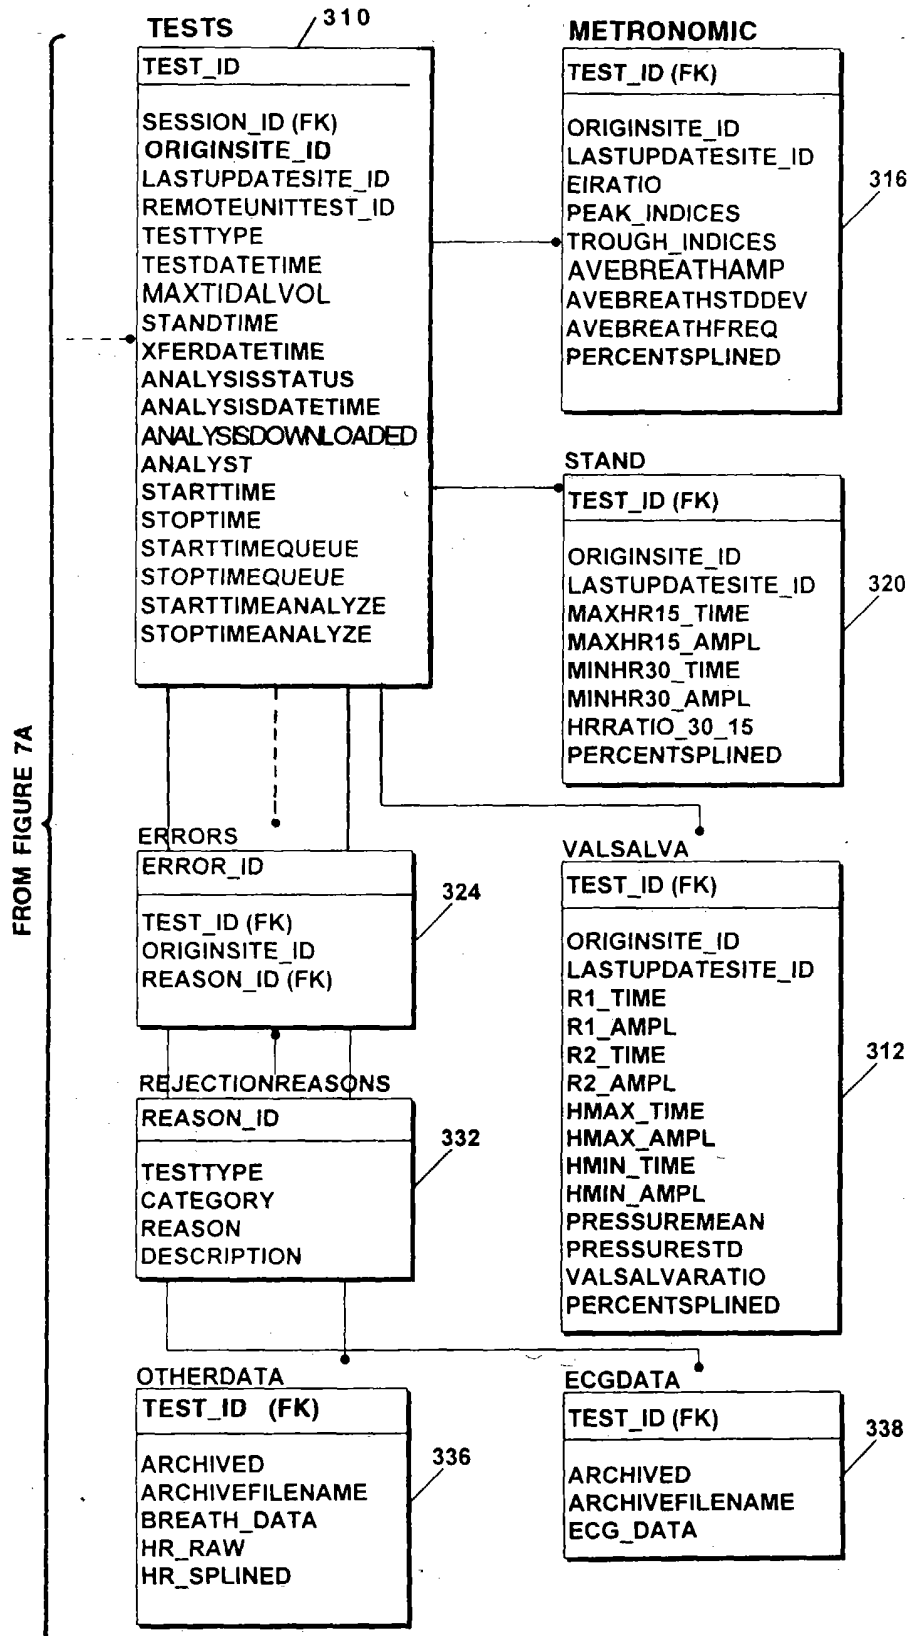 FROM FIGURE 7A
TESTS
310
TEST_ID
SESSION_ID (FK)
ORIGINSITE_ID
LASTUPDATESITE_ID
REMOTEUNITTEST_ID
TESTTYPE
TESTDATETIME
MAXTIDALVOL
STANDTIME
XFERDATETIME
ANALYSISSTATUS
ANALYSISDATETIME
ANALYSISDOWNLOADED
ANALYST
STARTTIME
STOPTIME
STARTTIMEQUEUE
STOPTIMEQUEUE
STARTTIMEANALYZE
STOPTIMEANALYZE
METRONOMIC
TEST_ID (FK)
ORIGINSITE_ID
LASTUPDATESITE_ID
EIRATIO
PEAK_INDICES
TROUGH_INDICES
AVEBREATHAMP
AVEBREATHSTDDEV
AVEBREATHFREQ
PERCENTSPLINED
316
STAND
TEST_ID (FK)
ORIGINSITE_ID
LASTUPDATESITE_ID
MAXHR15_TIME
MAXHR15_AMPL
MINHR30_TIME
MINHR30_AMPL
HRRATIO_30_15
PERCENTSPLINED
320
ERRORS
ERROR_ID
TEST_ID (FK)
ORIGINSITE_ID
REASON_ID (FK)
324
VALSALVA
TEST_ID (FK)
ORIGINSITE_ID
LASTUPDATESITE_ID
R1_TIME
R1_AMPL
R2_TIME
R2_AMPL
HMAX_TIME
HMAX_AMPL
HMIN_TIME
HMIN_AMPL
PRESSUREMEAN
PRESSURESTD
VALSALVARATIO
PERCENTSPLINED
312
REJECTIONREASONS
REASON_ID
TESTTYPE
CATEGORY
REASON
DESCRIPTION
332
OTHERDATA
TEST_ID (FK)
ARCHIVED
ARCHIVEFILENAME
BREATH_DATA
HR_RAW
HR_SPLINED
336
ECGDATA
TEST_ID (FK)
ARCHIVED
ARCHIVEFILENAME
ECG_DATA
338